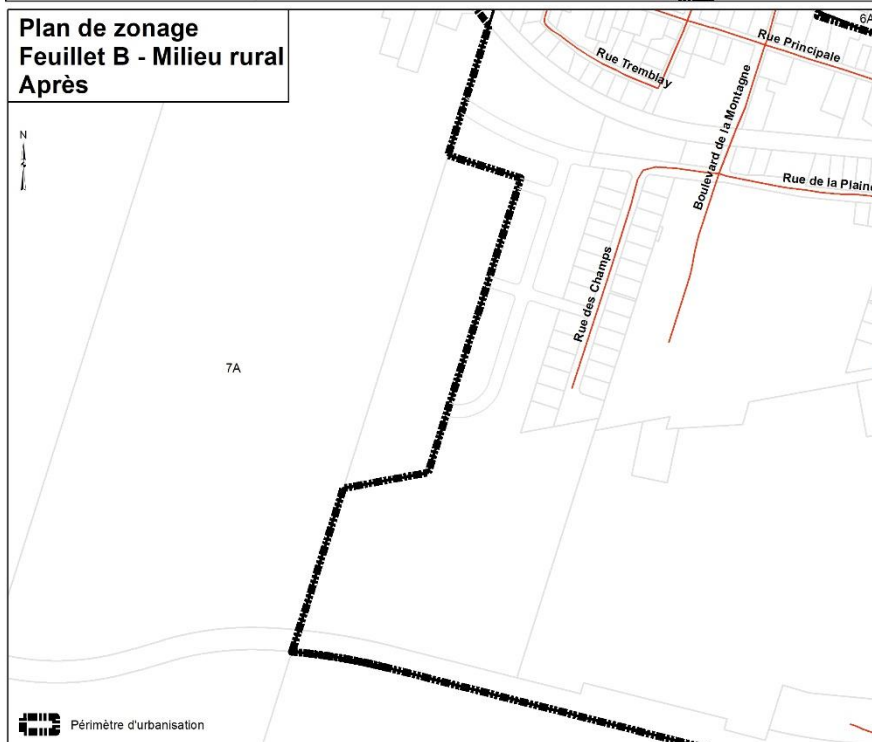 Plan de zonage
Feuillet B - Milieu rural
Après
N
6A
Rue Principale
Rue Tremblay
Boulevard de la Montagne
Rue de la Plaine
Rue des Champs
7A
Périmètre d'urbanisation